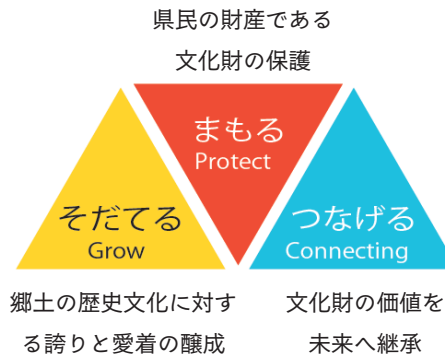 県民の財産である
文化財の保護
まもる
Protect
そだてる
Grow
つなげる
Connecting
郷土の歴史文化に対す
る誇りと愛着の醸成
文化財の価値を
未来へ継承